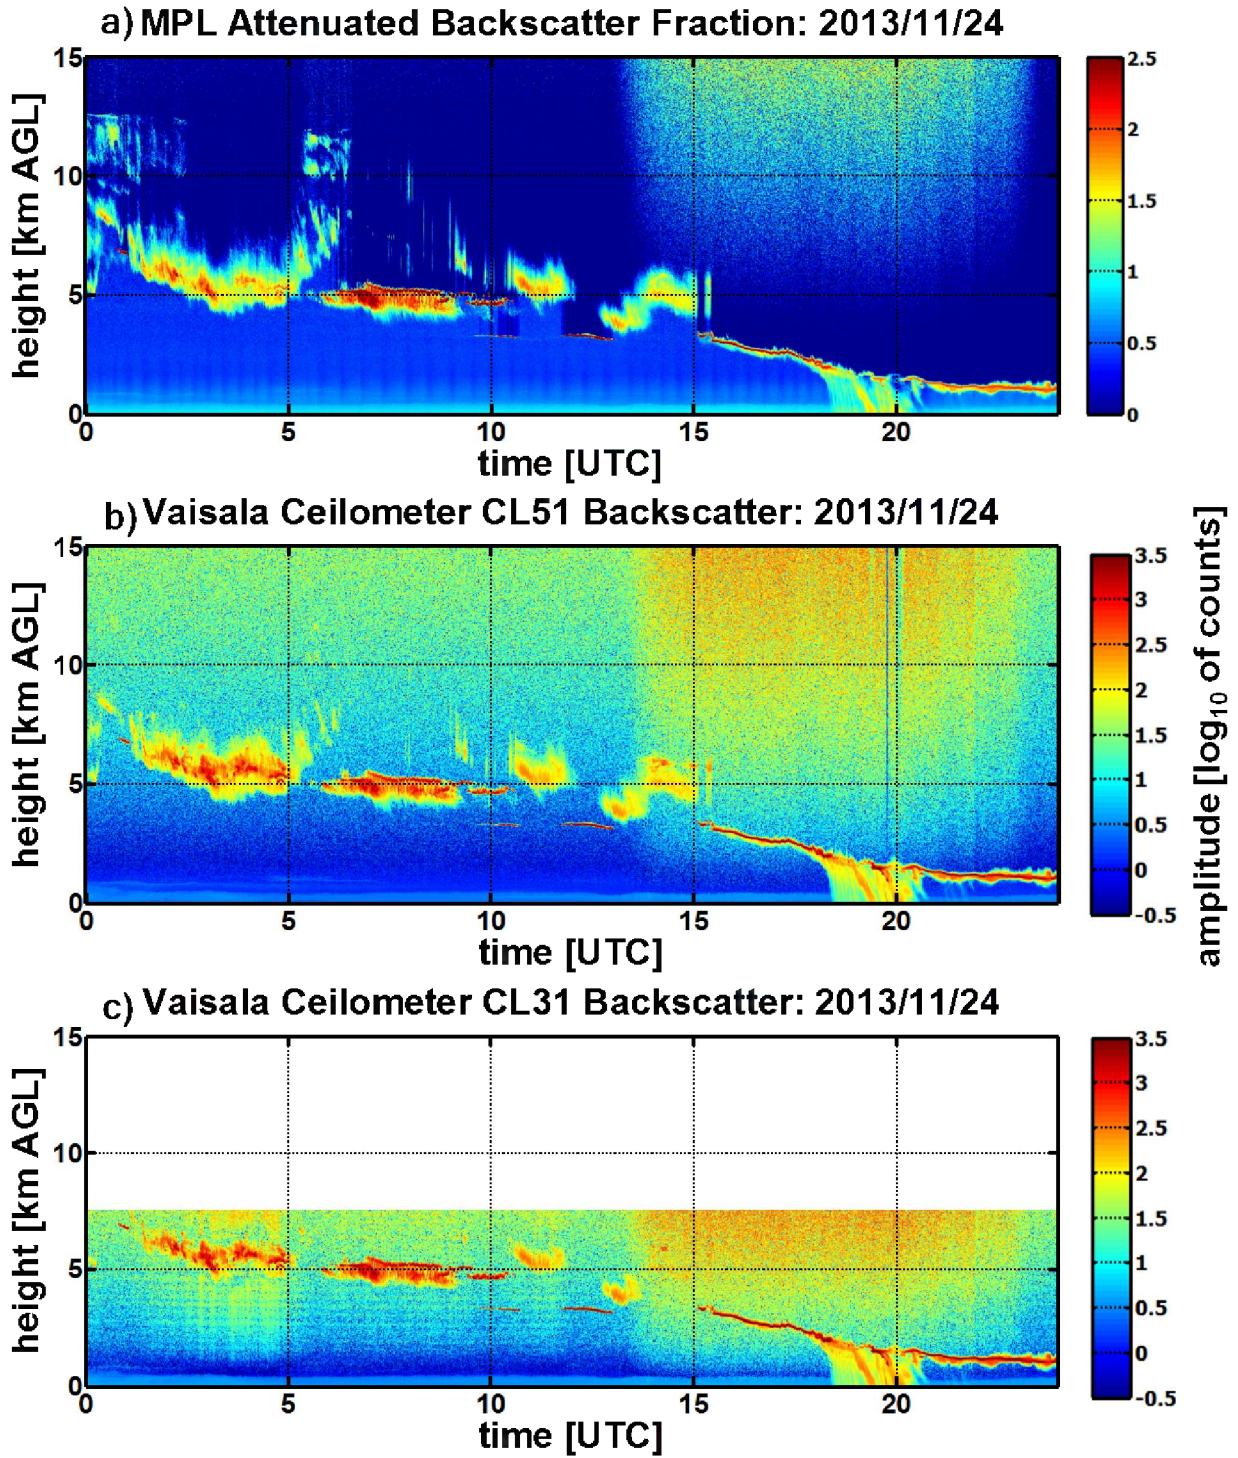 a) MPL Attenuated Backscatter Fraction: 2013/11/24
height [km AGL]
15
10
5
0
0 5 10 15 20
time [UTC]
2.5
2
1.5
1
0.5
0
b) Vaisala Ceilometer CL51 Backscatter: 2013/11/24
height [km AGL]
15
10
5
0
0 5 10 15 20
time [UTC]
3.5
3
2.5
2
1.5
1
0.5
0
-0.5
amplitude [log10 of counts]
c) Vaisala Ceilometer CL31 Backscatter: 2013/11/24
height [km AGL]
15
10
5
0
0 5 10 15 20
time [UTC]
3.5
3
2.5
2
1.5
1
0.5
0
-0.5